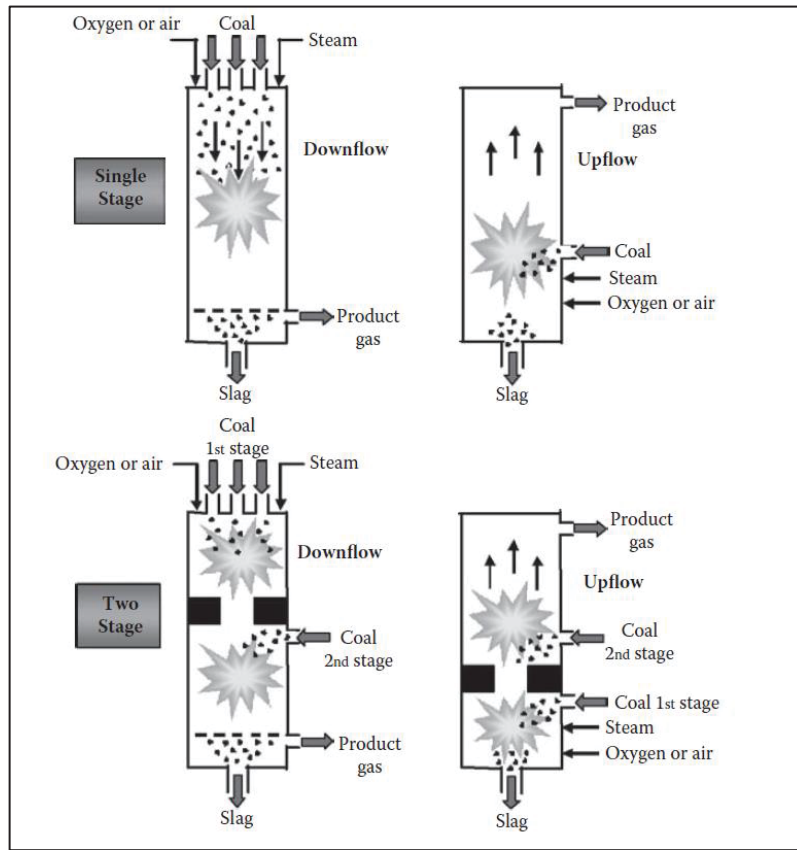 Oxygen or air
Coal
Steam
Downflow
Single
Stage
Product
gas
Slag
Product
gas
Upflow
Coal
Steam
Oxygen or air
Slag
Coal
1st stage
Oxygen or air
Steam
Downflow
Two
Stage
Coal
2nd stage
Product
gas
Slag
Product
gas
Upflow
Coal
2nd stage
Coal 1st stage
Steam
Oxygen or air
Slag